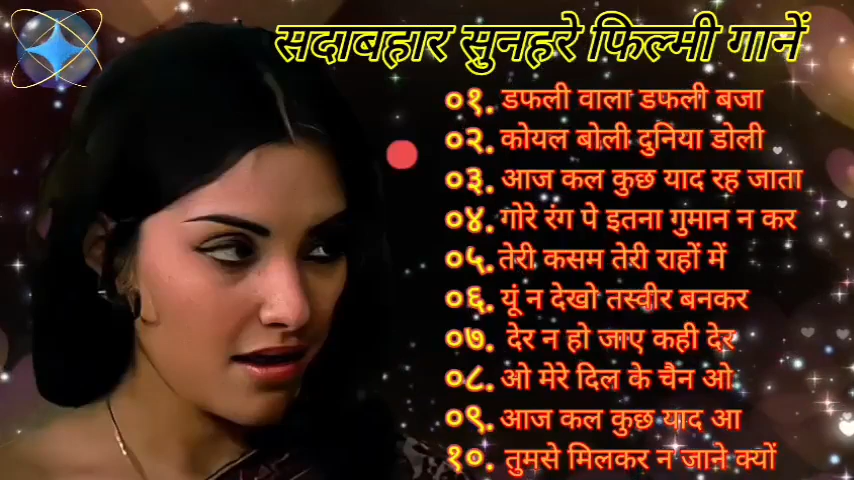 सदाबहार सुनहरे फिल्मी गानें
०१. डफली वाला डफली बजा
०२. कोयल बोली दुनिया डोली
०३. आज कल कुछ याद रह जाता
०४. गोरे रंग पे इतना गुमान न कर
०५. तेरी कसम तेरी राहों में
०६. यूं न देखो तस्वीर बनकर
०७. देर न हो जाए कही देर
०८. ओ मेरे दिल के चैन ओ
०९. आज कल कुछ याद आ
१०. तुमसे मिलकर न जाने क्यों